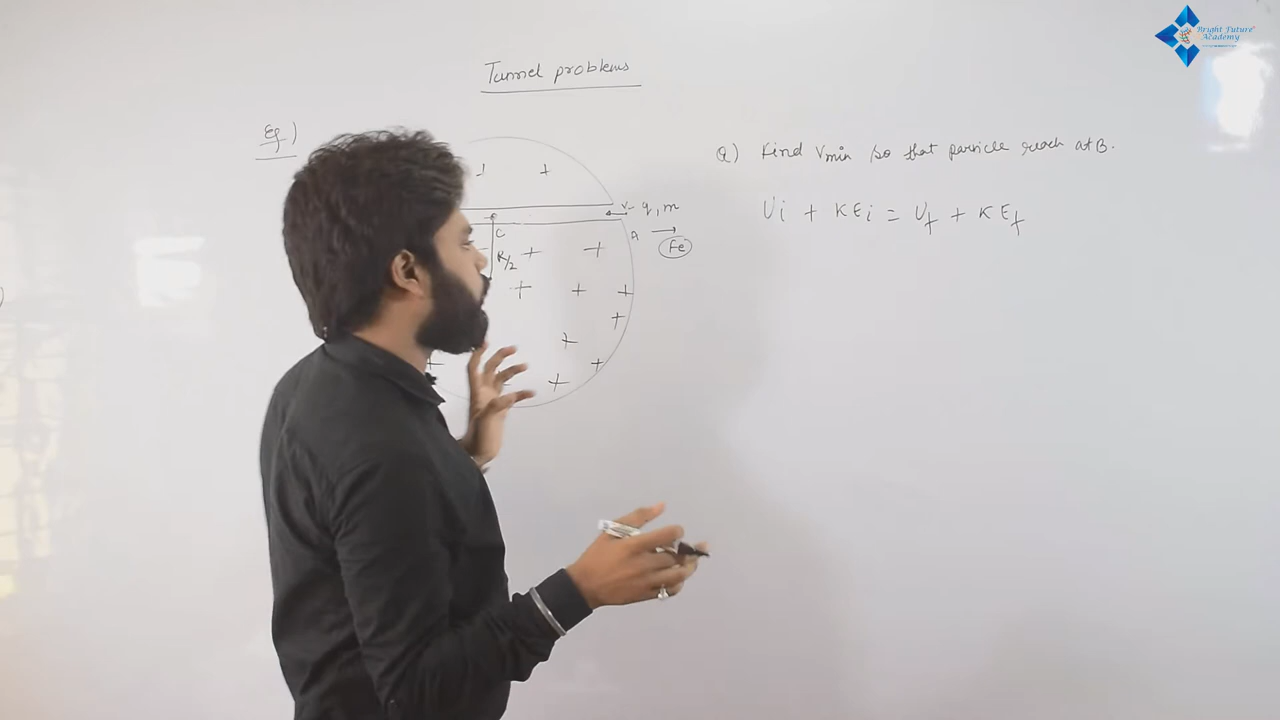 Bright Future
Academy
Tunnel problems
Eg)
Q) Find Vmin so that particle reach at B.
v q, m
Ui + KEi = Uf + KEf
C
A
Fe
R/2